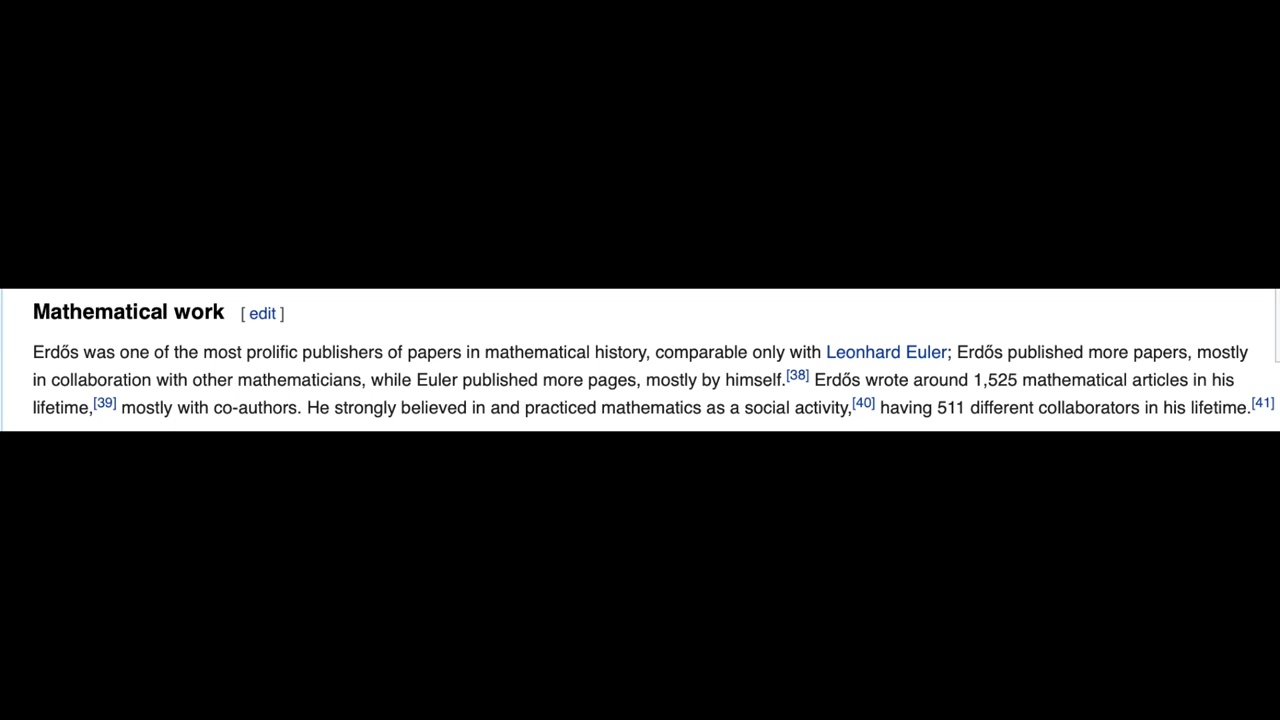 Mathematical work [ edit ]
Erdős was one of the most prolific publishers of papers in mathematical history, comparable only with Leonhard Euler; Erdős published more papers, mostly
in collaboration with other mathematicians, while Euler published more pages, mostly by himself.[38] Erdős wrote around 1,525 mathematical articles in his
lifetime,[39] mostly with co-authors. He strongly believed in and practiced mathematics as a social activity,[40] having 511 different collaborators in his lifetime.[41]